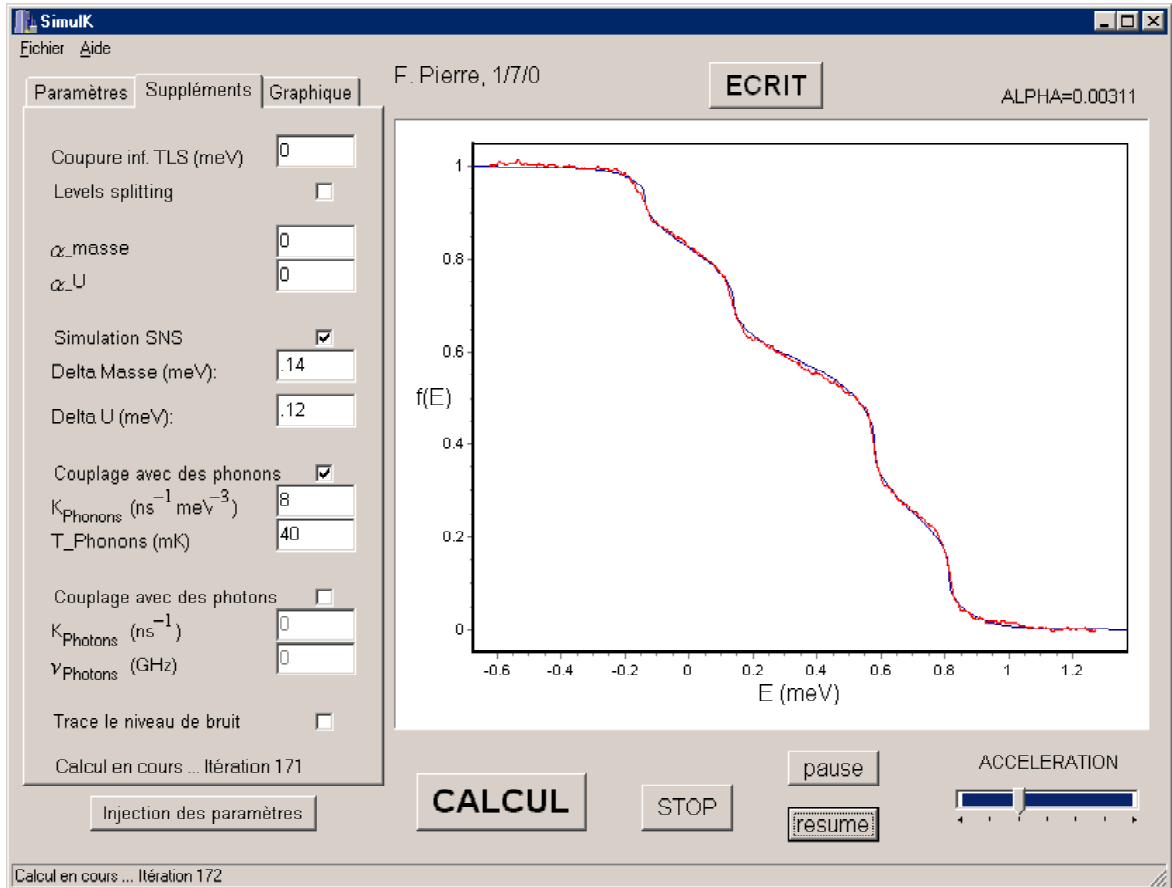 SimulK
Fichier Aide
Paramètres Suppléments Graphique
F. Pierre, 1/7/0
ECRIT
ALPHA=0.00311
Coupure inf. TLS (meV) 0
Levels splitting
α_masse 0
α_U 0
Simulation SNS
Delta Masse (meV): .14
Delta U (meV): .12
Couplage avec des phonons
K_Phonons (ns⁻¹ meV⁻³) 8
T_Phonons (mK) 40
Couplage avec des photons
K_Photons (ns⁻¹) 0
γ_Photons (GHz) 0
Trace le niveau de bruit
Calcul en cours ... Itération 171
Injection des paramètres
1
0.8
0.6
f(E)
0.4
0.2
0
-0.6 -0.4 -0.2 0 0.2 0.4 0.6 0.8 1 1.2
E (meV)
CALCUL
STOP
pause
resume
ACCELERATION
Calcul en cours ... Itération 172